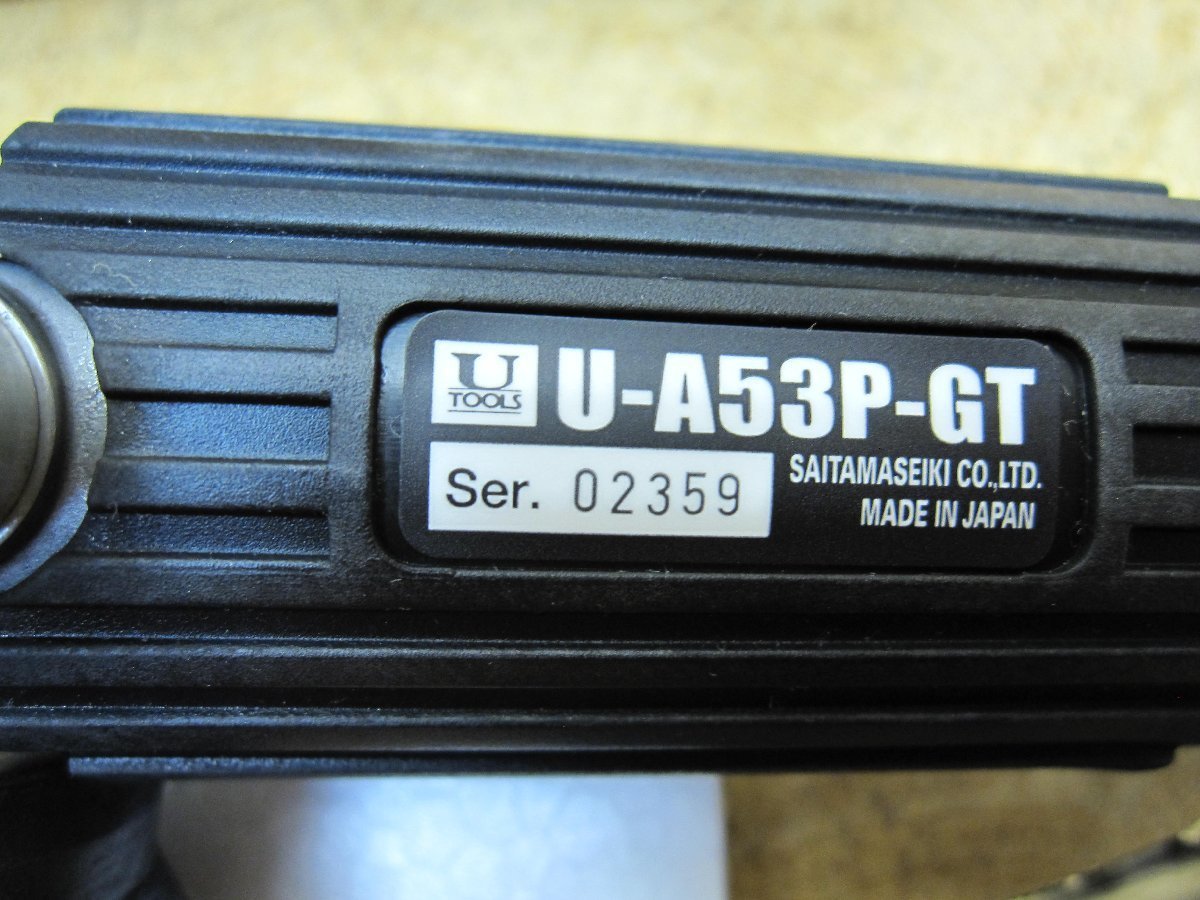 U
TOOLS
U-A53P-GT
Ser. 02359
SAITAMASEIKI CO.,LTD.
MADE IN JAPAN